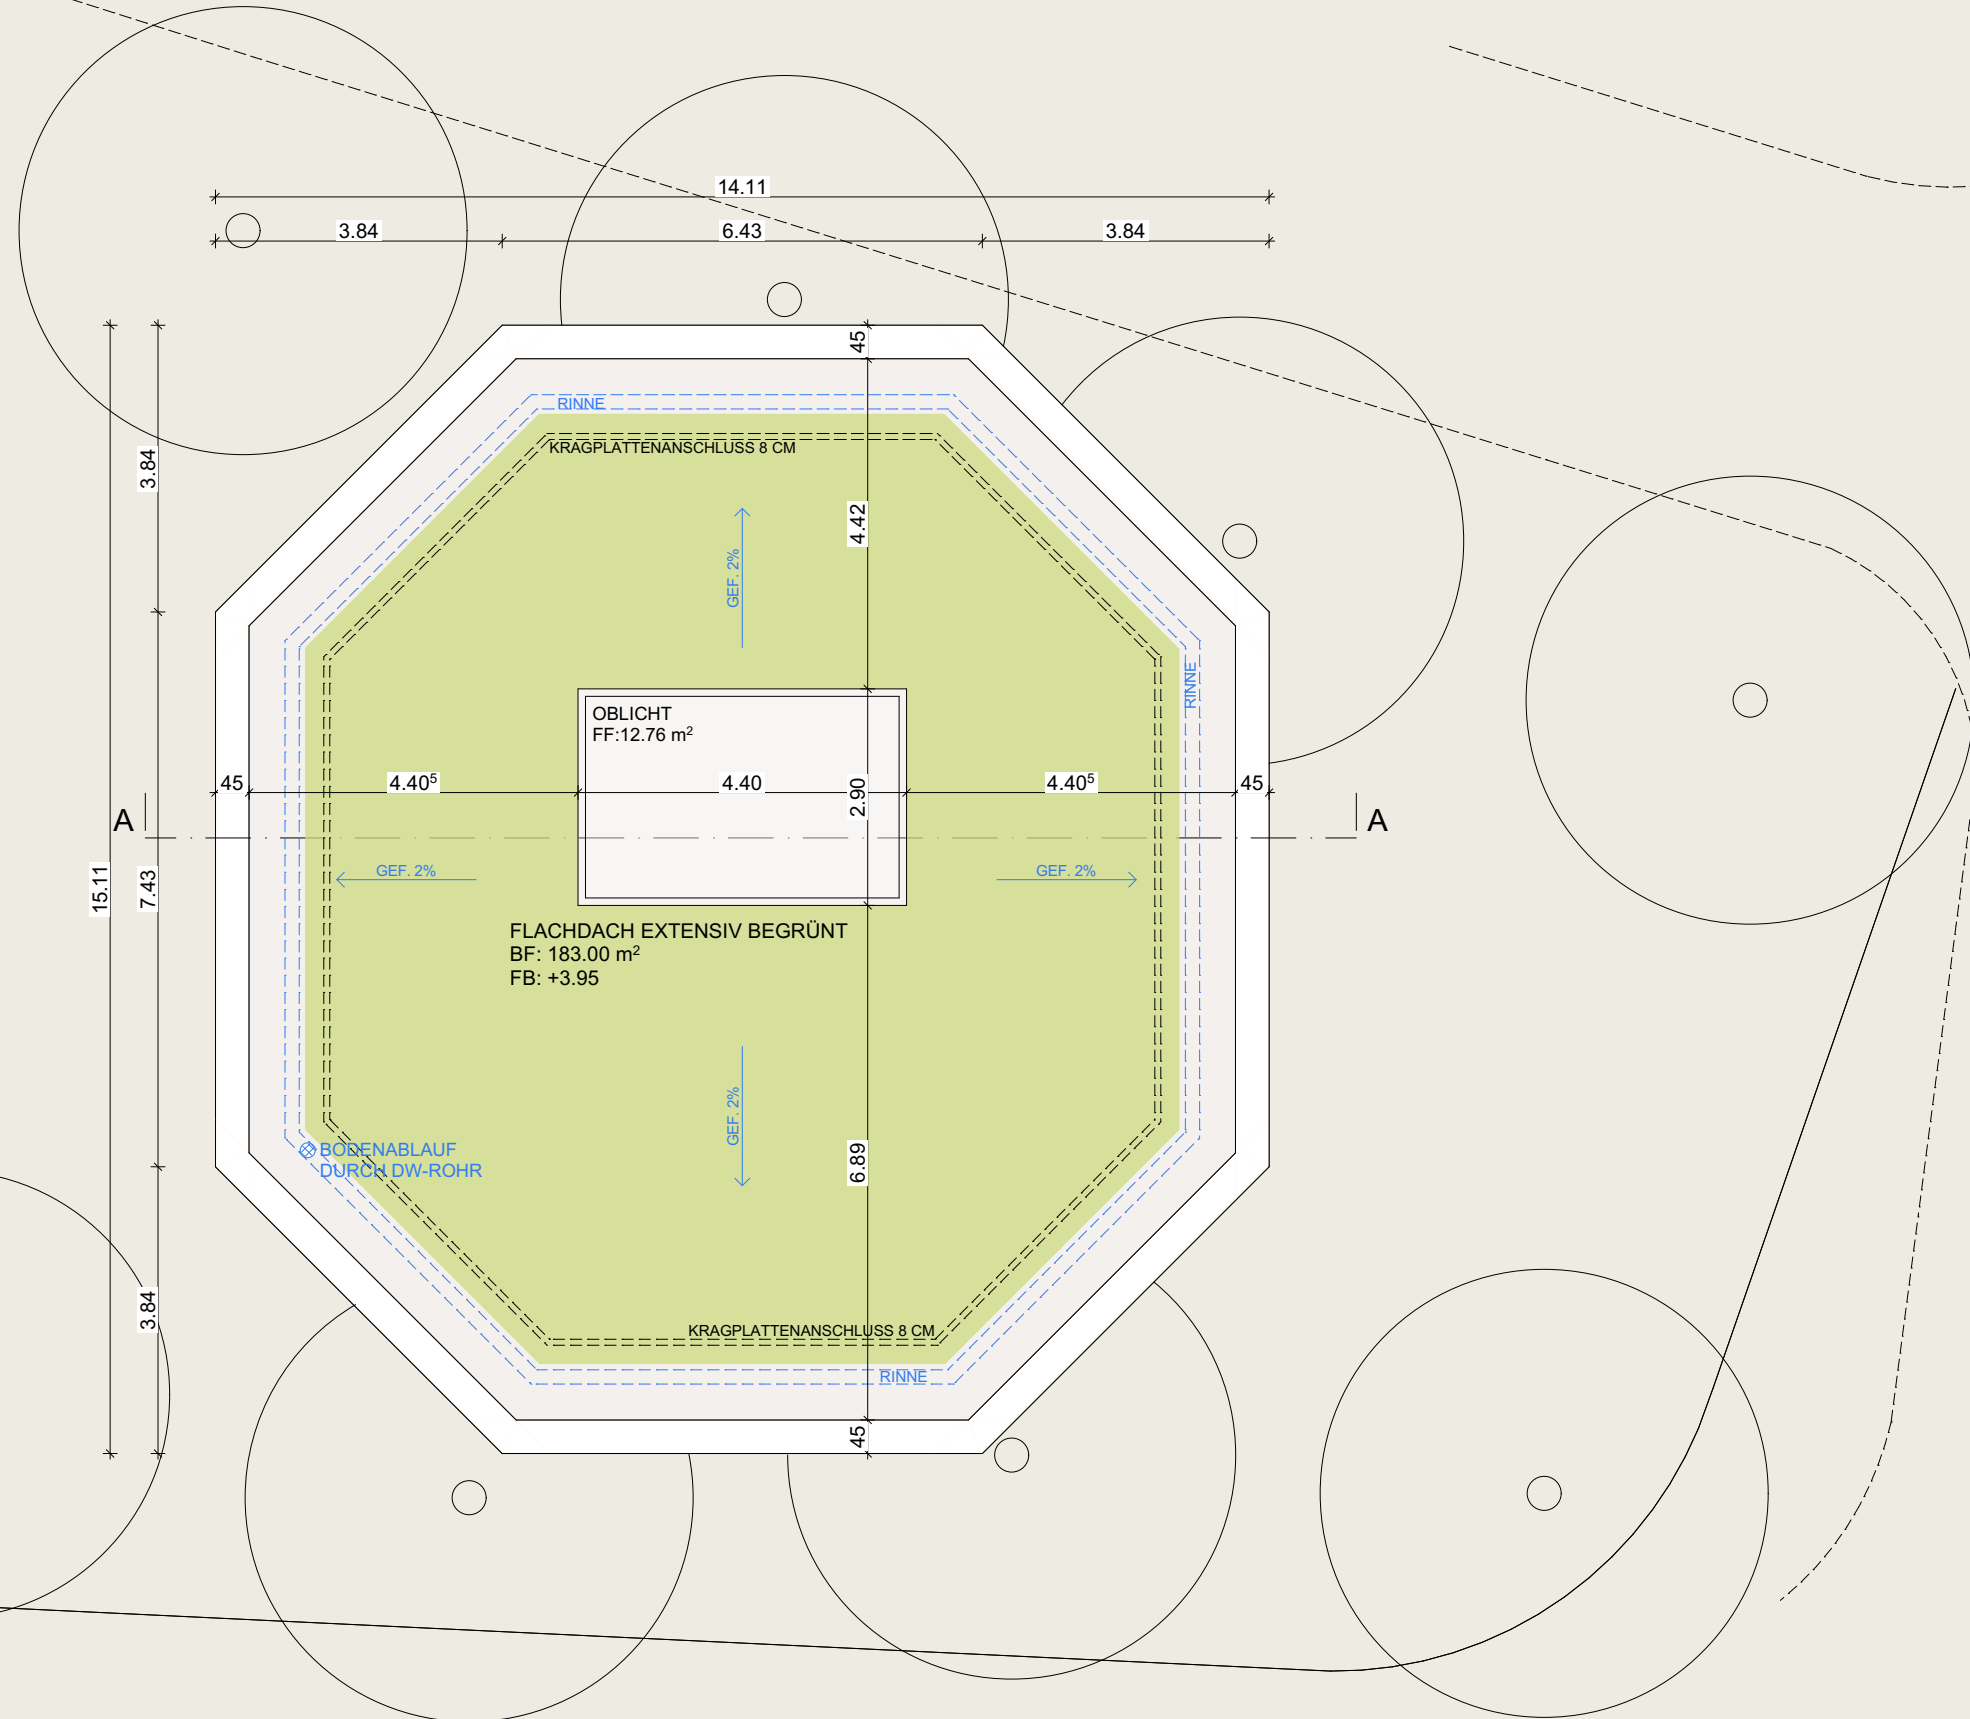 14.11
3.84
6.43
3.84
45
RINNE
KRAGPLATTENANSCHLUSS 8 CM
3.84
4.42
GEF. 2%
RINNE
OBLICHT
FF:12.76 m²
45
4.40⁵
4.40
2.90
4.40⁵
45
A
A
15.11
7.43
GEF. 2%
GEF. 2%
FLACHDACH EXTENSIV BEGRÜNT
BF: 183.00 m²
FB: +3.95
GEF. 2%
BODENABLAUF
DURCH DW-ROHR
6.89
3.84
KRAGPLATTENANSCHLUSS 8 CM
RINNE
45